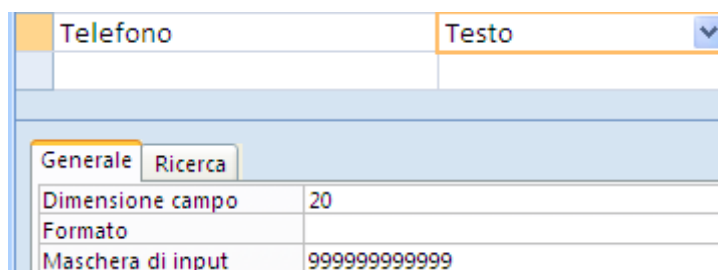 Telefono Testo
Generale Ricerca
Dimensione campo 20
Formato
Maschera di input 999999999999